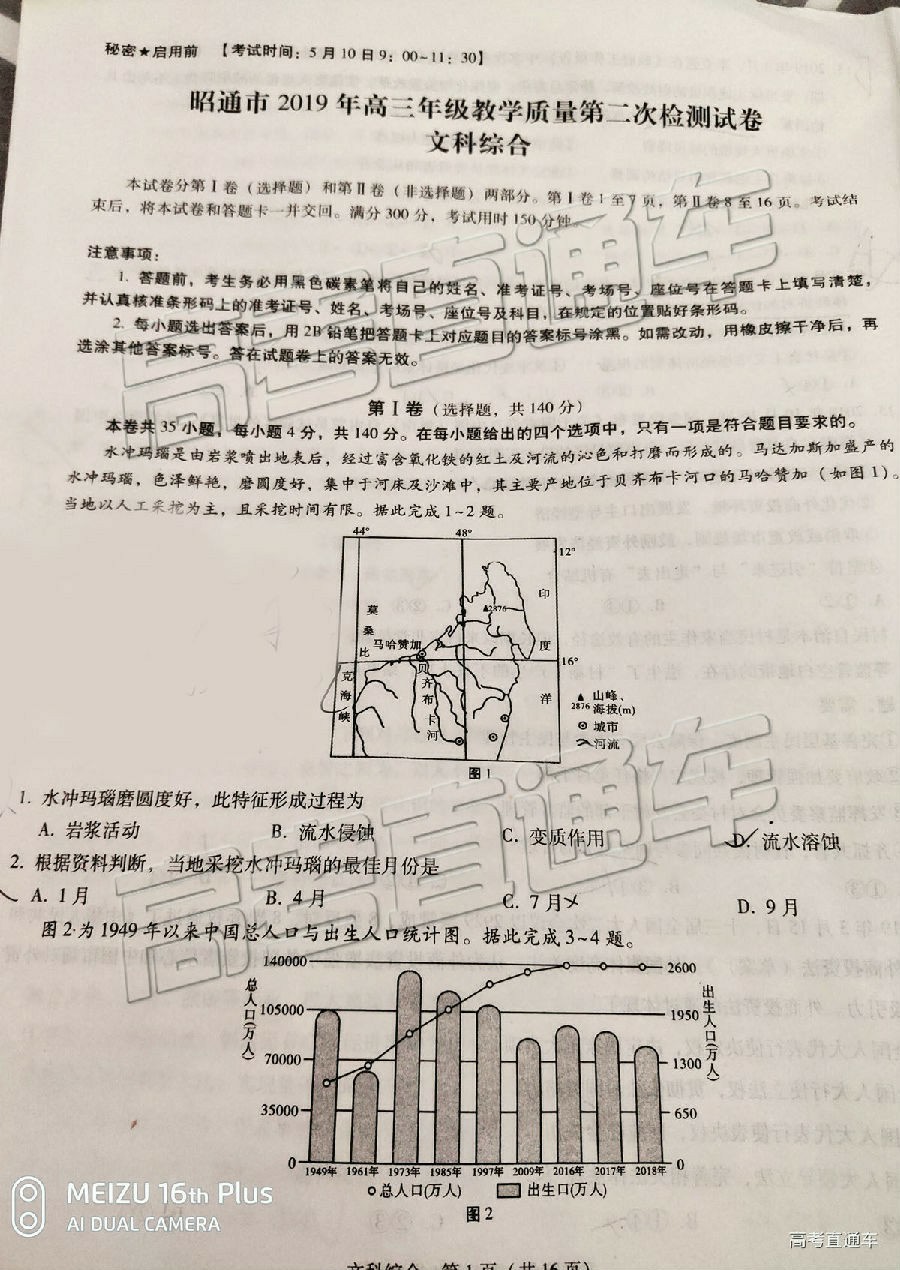 秘密★启用前 【考试时间：5月10日9：00~11：30】
昭通市2019年高三年级教学质量第二次检测试卷
文科综合
本试卷分第Ⅰ卷（选择题）和第Ⅱ卷（非选择题）两部分。第Ⅰ卷1至7页，第Ⅱ卷8至16页。考试结
束后，将本试卷和答题卡一并交回。满分300分，考试用时150分钟。
注意事项：
1. 答题前，考生务必用黑色碳素笔将自己的姓名、准考证号、考场号、座位号在答题卡上填写清楚，
并认真核准条形码上的准考证号、姓名、考场号、座位号及科目，在规定的位置贴好条形码。
2. 每小题选出答案后，用2B铅笔把答题卡上对应题目的答案标号涂黑。如需改动，用橡皮擦干净后，再
选涂其他答案标号。答在试题卷上的答案无效。
第Ⅰ卷（选择题，共140分）
本卷共35小题，每小题4分，共140分。在每小题给出的四个选项中，只有一项是符合题目要求的。
水冲玛瑙是由岩浆喷出地表后，经过富含氧化铁的红土及河流的沁色和打磨而形成的。马达加斯加盛产的
水冲玛瑙，色泽鲜艳，磨圆度好，集中于河床及沙滩中，其主要产地位于贝齐布卡河口的马哈赞加（如图1）。
当地以人工采挖为主，且采挖时间有限。据此完成1~2题。
44° 48°
12°
印
度
洋
2876
莫
桑
比
克
海
峡
马哈赞加
16°
贝
齐
布
卡
河
▲ 山峰、
2876 海拔(m)
城市
河流
图1
1. 水冲玛瑙磨圆度好，此特征形成过程为
A. 岩浆活动 B. 流水侵蚀 C. 变质作用 D. 流水溶蚀
2. 根据资料判断，当地采挖水冲玛瑙的最佳月份是
A. 1月 B. 4月 C. 7月 D. 9月
图2为1949年以来中国总人口与出生人口统计图。据此完成3~4题。
总人口(万人)
140000
105000
70000
35000
0
出生人口(万人)
2600
1950
1300
650
0
1949年 1961年 1973年 1985年 1997年 2009年 2016年 2017年 2018年
总人口(万人) 出生口(万人)
图2
文科综合 第1页（共16页）
高考直通车
高考直通车
MEIZU 16th Plus
AI DUAL CAMERA
高考直通车